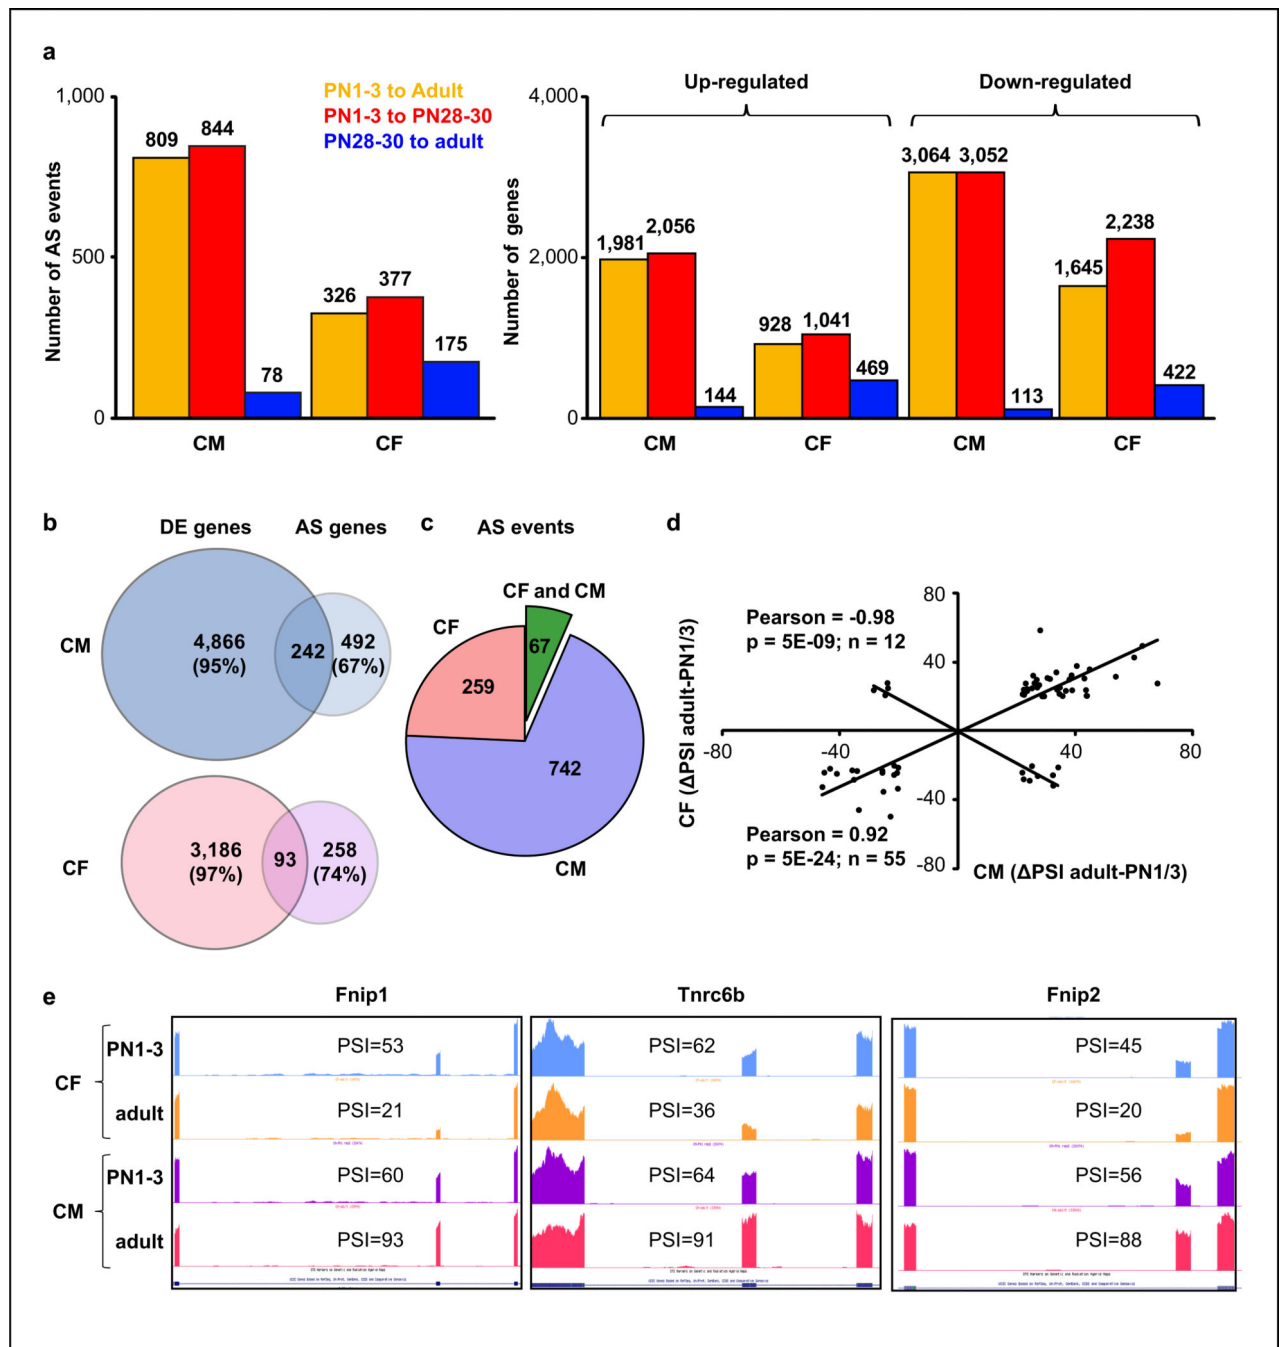 a
PN1-3 to Adult
PN1-3 to PN28-30
PN28-30 to adult
Number of AS events
1,000
500
0
809
844
78
326
377
175
CM
CF
Number of genes
4,000
2,000
0
Up-regulated
Down-regulated
1,981
2,056
144
928
1,041
469
3,064
3,052
113
1,645
2,238
422
CM
CF
CM
CF
b
DE genes
AS genes
CM
4,866
(95%)
242
492
(67%)
CF
3,186
(97%)
93
258
(74%)
c
AS events
CF and CM
CF
67
259
742
CM
d
CF (ΔPSI adult-PN1/3)
80
40
-40
-80
-80
-40
40
80
Pearson = -0.98
p = 5E-09; n = 12
Pearson = 0.92
p = 5E-24; n = 55
CM (ΔPSI adult-PN1/3)
e
Fnip1
Tnrc6b
Fnip2
CF
PN1-3
PSI=53
PSI=62
PSI=45
adult
PSI=21
PSI=36
PSI=20
CM
PN1-3
PSI=60
PSI=64
PSI=56
adult
PSI=93
PSI=91
PSI=88